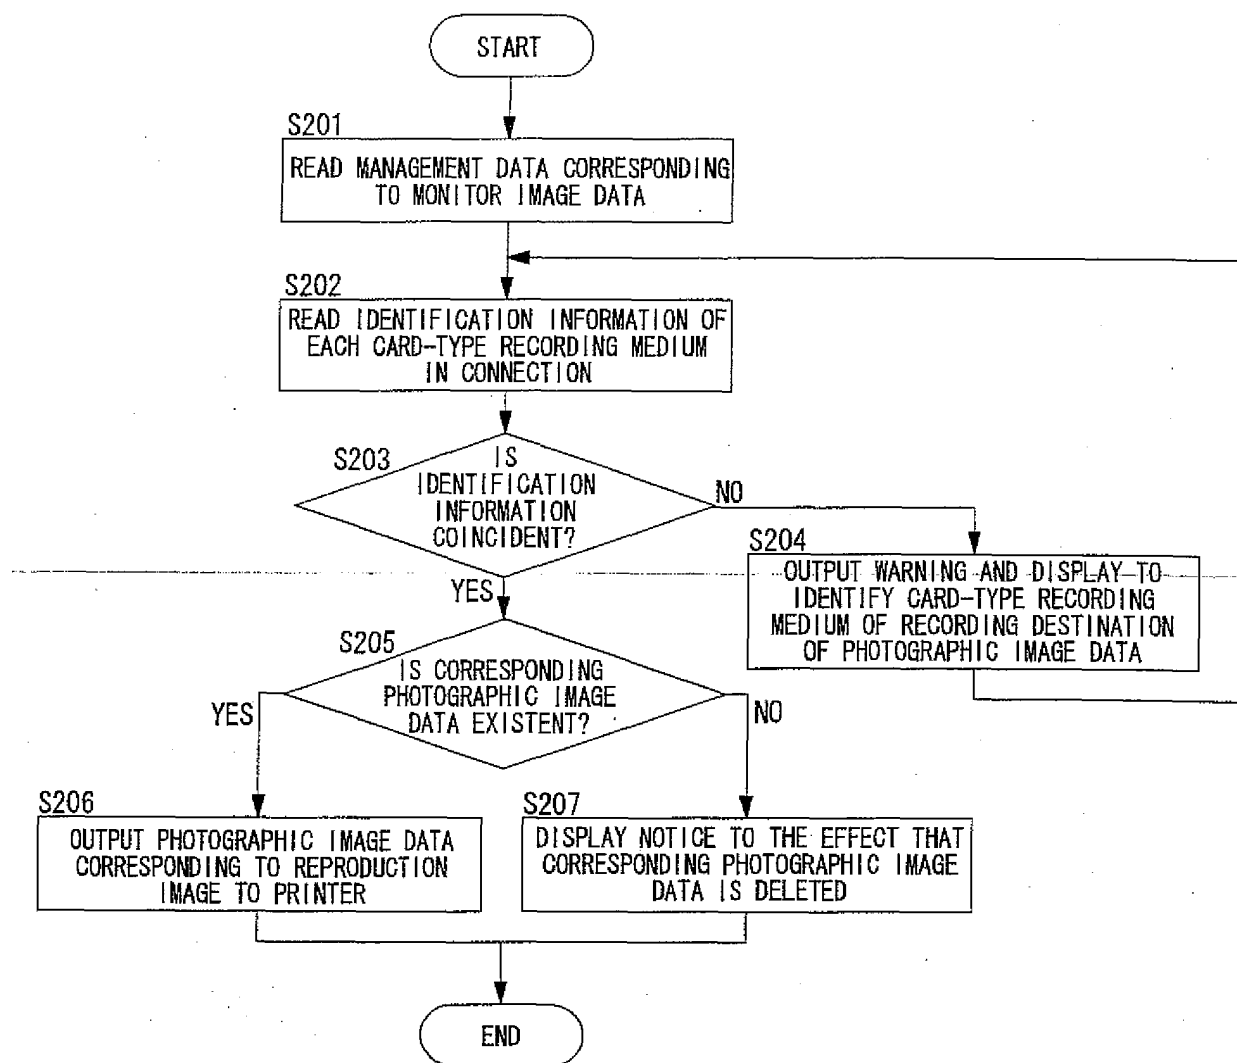 START
S201
READ MANAGEMENT DATA CORRESPONDING
TO MONITOR IMAGE DATA
S202
READ IDENTIFICATION INFORMATION OF
EACH CARD-TYPE RECORDING MEDIUM
IN CONNECTION
S203
IS
IDENTIFICATION
INFORMATION
COINCIDENT?
NO
YES
S204
OUTPUT WARNING AND DISPLAY TO
IDENTIFY CARD-TYPE RECORDING
MEDIUM OF RECORDING DESTINATION
OF PHOTOGRAPHIC IMAGE DATA
S205
IS CORRESPONDING
PHOTOGRAPHIC IMAGE
DATA EXISTENT?
YES
NO
S206
OUTPUT PHOTOGRAPHIC IMAGE DATA
CORRESPONDING TO REPRODUCTION
IMAGE TO PRINTER
S207
DISPLAY NOTICE TO THE EFFECT THAT
CORRESPONDING PHOTOGRAPHIC IMAGE
DATA IS DELETED
END